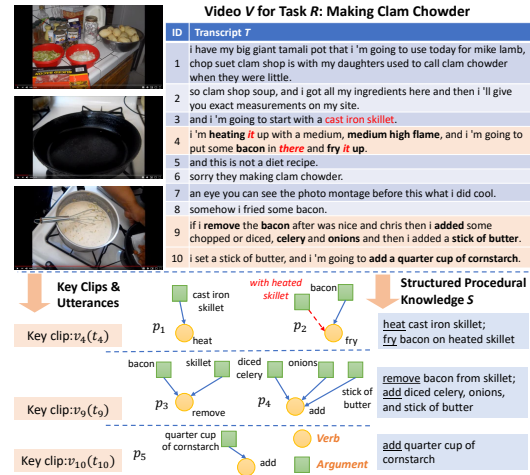 Video V for Task R: Making Clam Chowder
ID Transcript T
1 i have my big giant tamali pot that i 'm going to use today for mike lamb,
chop suet clam shop is with my daughters used to call clam chowder
when they were little.
2 so clam shop soup, and i got all my ingredients here and then i 'll give
you exact measurements on my site.
3 and i 'm going to start with a cast iron skillet.
4 i 'm heating it up with a medium, medium high flame, and i 'm going to
put some bacon in there and fry it up.
5 and this is not a diet recipe.
6 sorry they making clam chowder.
7 an eye you can see the photo montage before this what i did cool.
8 somehow i fried some bacon.
9 if i remove the bacon after was nice and chris then i added some
chopped or diced, celery and onions and then i added a stick of butter.
10 i set a stick of butter, and i 'm going to add a quarter cup of cornstarch.
Key Clips &
Utterances
Structured Procedural
Knowledge S
Key clip:v4(t4)
p1
cast iron
skillet
heat
with heated
skillet
bacon
p2
fry
heat cast iron skillet;
fry bacon on heated skillet
Key clip:v9(t9)
bacon
skillet
p3
remove
diced
celery
onions
stick of
butter
p4
add
remove bacon from skillet;
add diced celery, onions,
and stick of butter
Key clip:v10(t10)
p5
quarter cup
of cornstarch
add
Verb
Argument
add quarter cup of
cornstarch